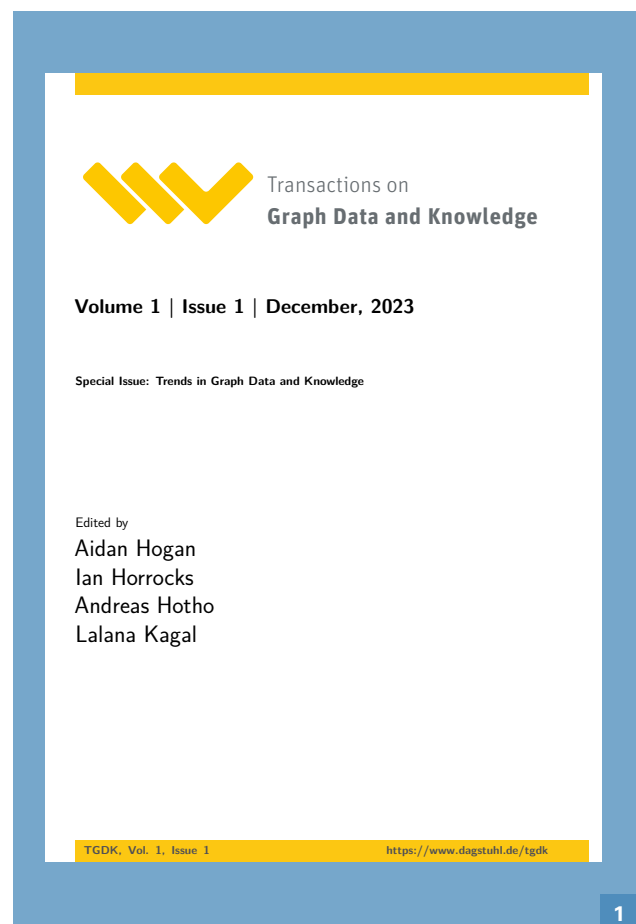 Transactions on
Graph Data and Knowledge
Volume 1 | Issue 1 | December, 2023
Special Issue: Trends in Graph Data and Knowledge
Edited by
Aidan Hogan
Ian Horrocks
Andreas Hotho
Lalana Kagal
TGDK, Vol. 1, Issue 1 https://www.dagstuhl.de/tgdk
1